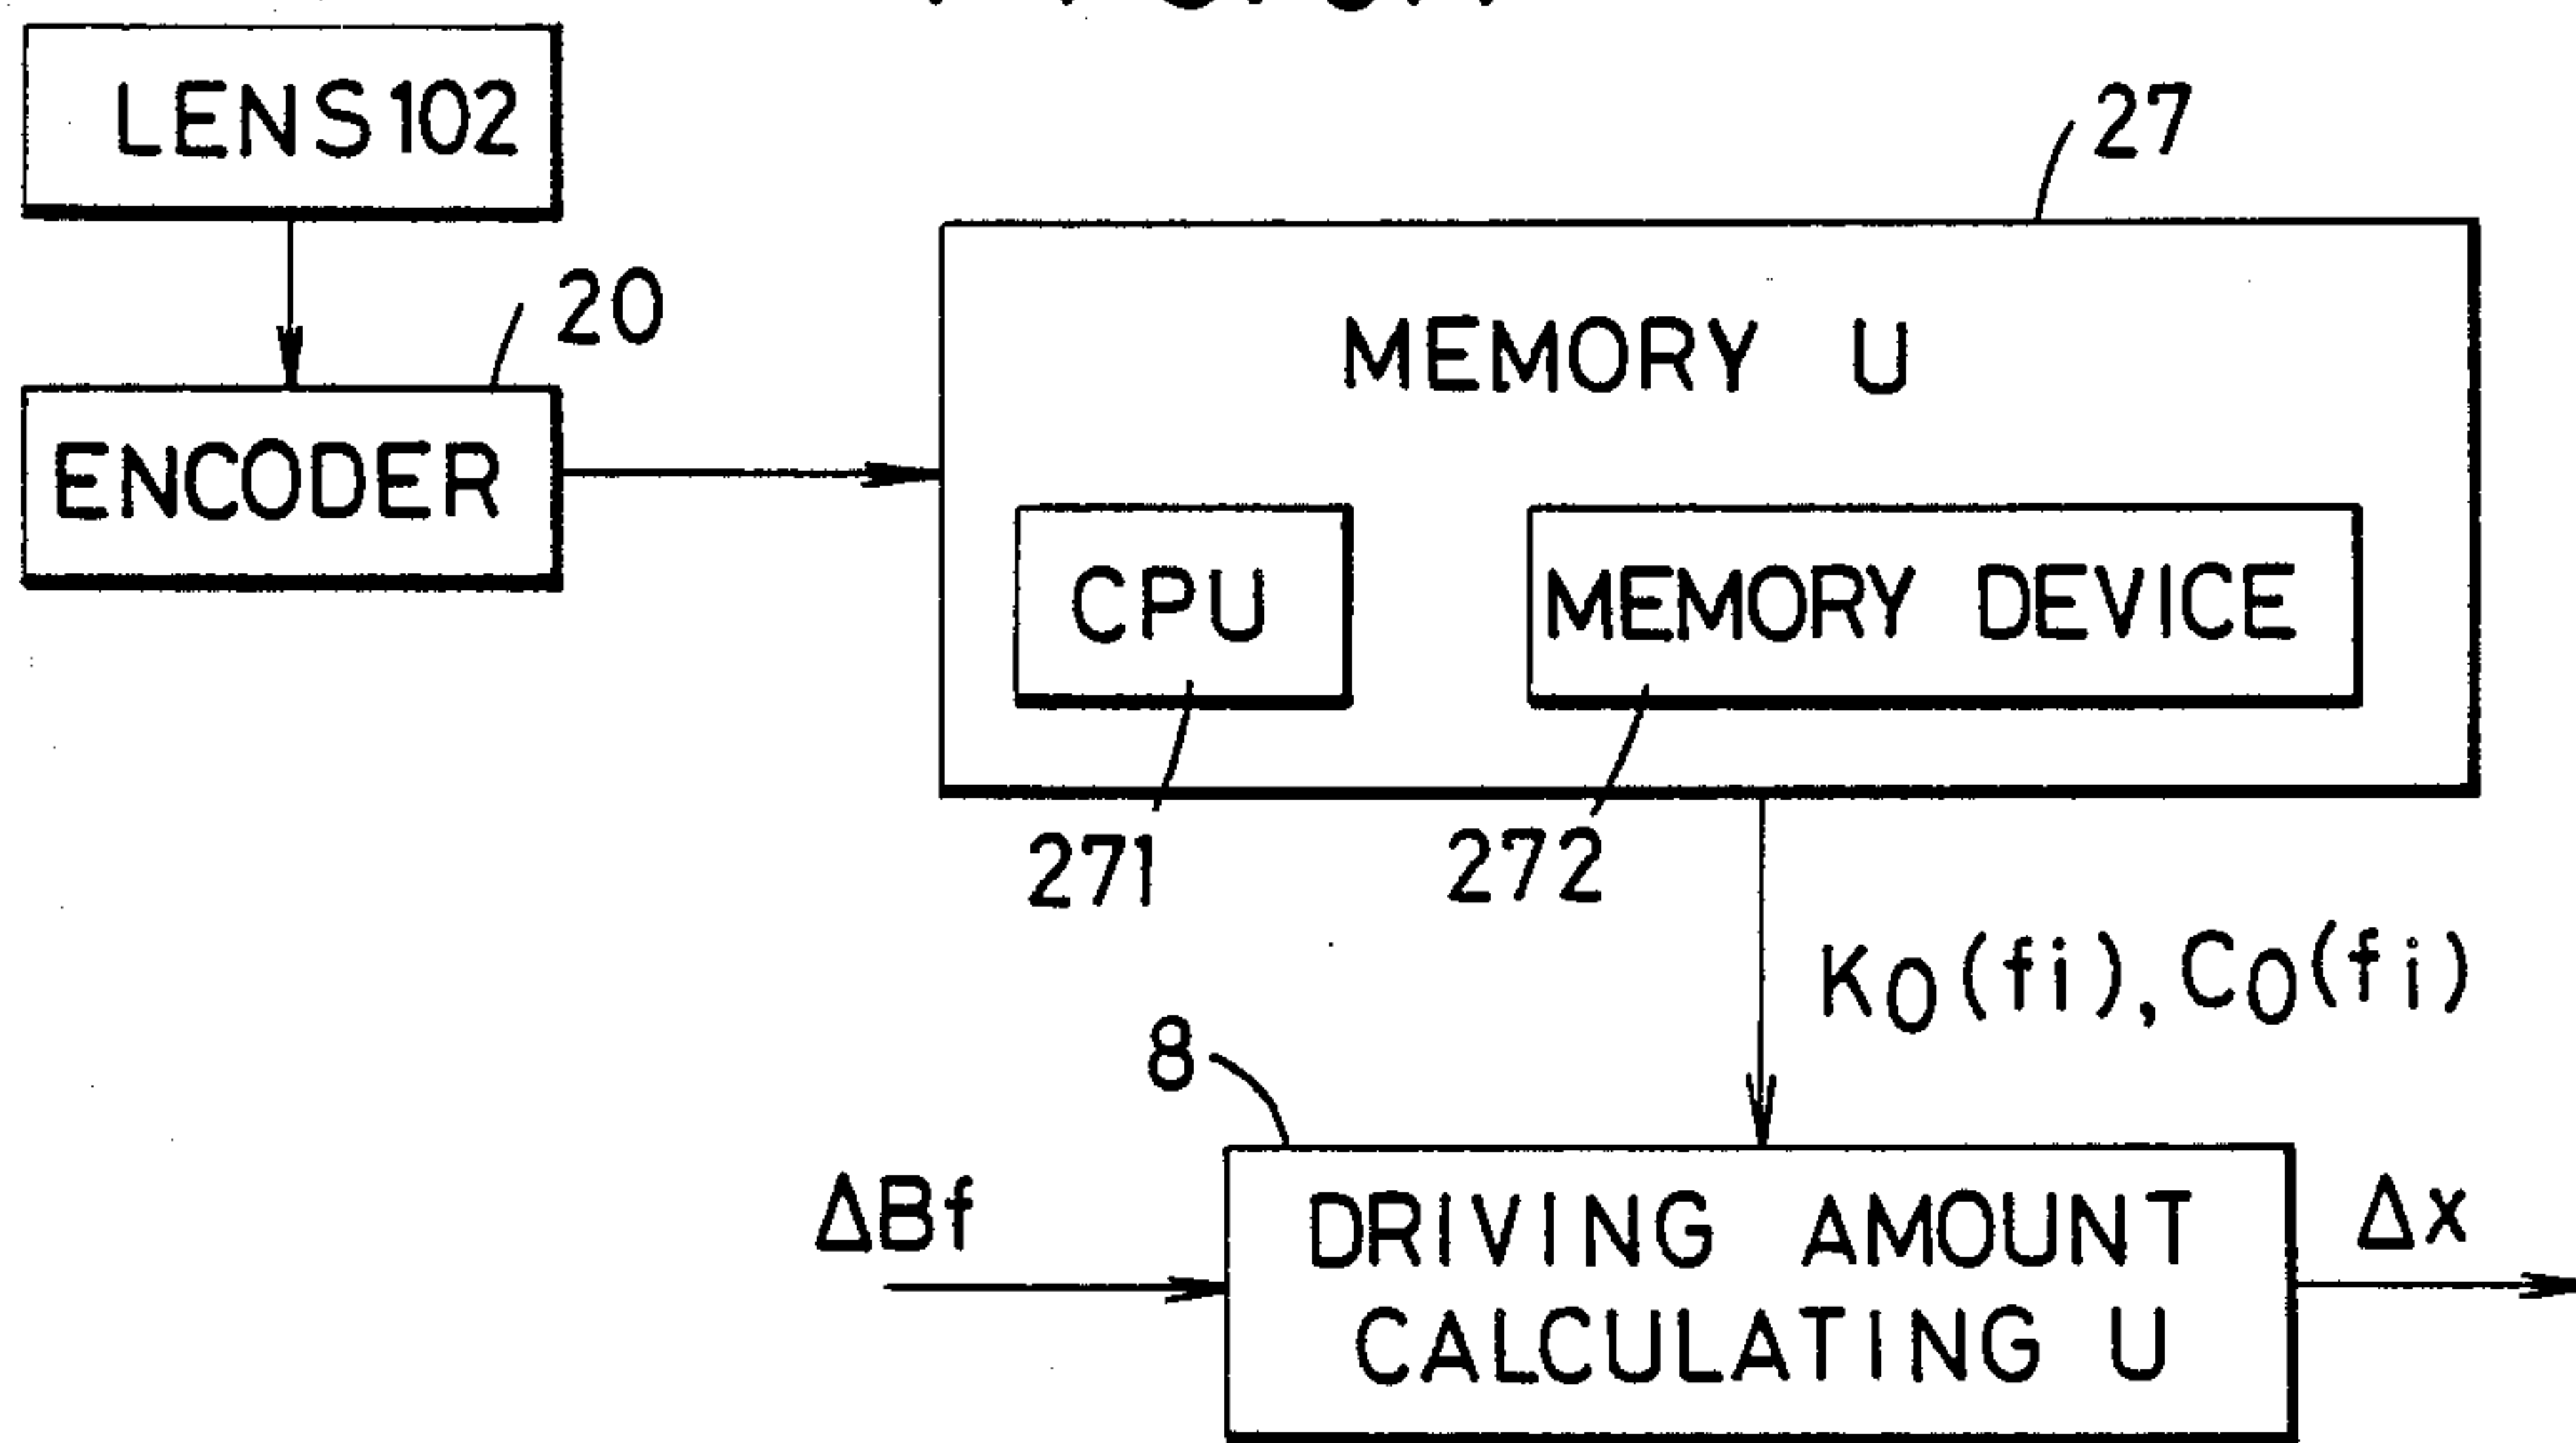 LENS 102
27
20
MEMORY U
ENCODER
CPU
MEMORY DEVICE
271
272
K0(fi), C0(fi)
8
ΔBf
DRIVING AMOUNT
CALCULATING U
Δx